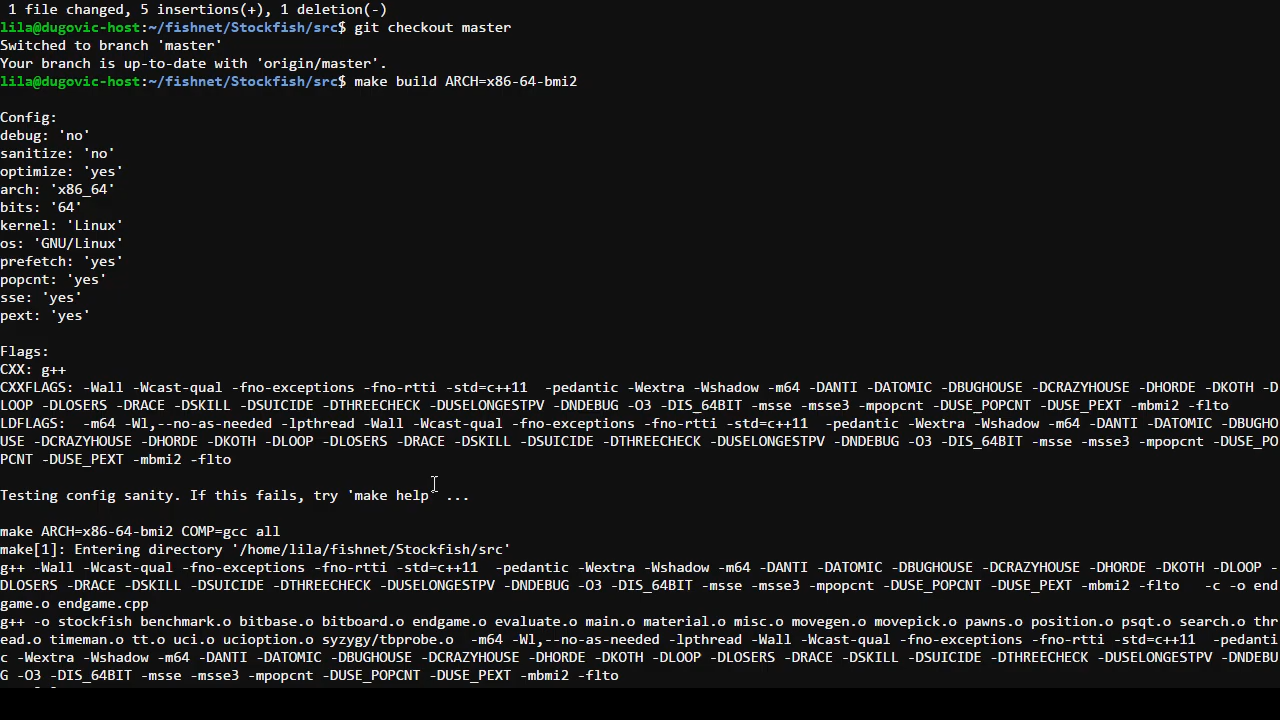 1 file changed, 5 insertions(+), 1 deletion(-)
lila@dugovic-host:~/fishnet/Stockfish/src$ git checkout master
Switched to branch 'master'
Your branch is up-to-date with 'origin/master'.
lila@dugovic-host:~/fishnet/Stockfish/src$ make build ARCH=x86-64-bmi2
Config:
debug: 'no'
sanitize: 'no'
optimize: 'yes'
arch: 'x86_64'
bits: '64'
kernel: 'Linux'
os: 'GNU/Linux'
prefetch: 'yes'
popcnt: 'yes'
sse: 'yes'
pext: 'yes'
Flags:
CXX: g++
CXXFLAGS: -Wall -Wcast-qual -fno-exceptions -fno-rtti -std=c++11  -pedantic -Wextra -Wshadow -m64 -DANTI -DATOMIC -DBUGHOUSE -DCRAZYHOUSE -DHORDE -DKOTH -D
LOOP -DLOSERS -DRACE -DSKILL -DSUICIDE -DTHREECHECK -DUSELONGESTPV -DNDEBUG -O3 -DIS_64BIT -msse -msse3 -mpopcnt -DUSE_POPCNT -DUSE_PEXT -mbmi2 -flto
LDFLAGS:  -m64 -Wl,--no-as-needed -lpthread -Wall -Wcast-qual -fno-exceptions -fno-rtti -std=c++11  -pedantic -Wextra -Wshadow -m64 -DANTI -DATOMIC -DBUGHO
USE -DCRAZYHOUSE -DHORDE -DKOTH -DLOOP -DLOSERS -DRACE -DSKILL -DSUICIDE -DTHREECHECK -DUSELONGESTPV -DNDEBUG -O3 -DIS_64BIT -msse -msse3 -mpopcnt -DUSE_PO
PCNT -DUSE_PEXT -mbmi2 -flto
Testing config sanity. If this fails, try 'make help' ...
make ARCH=x86-64-bmi2 COMP=gcc all
make[1]: Entering directory '/home/lila/fishnet/Stockfish/src'
g++ -Wall -Wcast-qual -fno-exceptions -fno-rtti -std=c++11  -pedantic -Wextra -Wshadow -m64 -DANTI -DATOMIC -DBUGHOUSE -DCRAZYHOUSE -DHORDE -DKOTH -DLOOP -
DLOSERS -DRACE -DSKILL -DSUICIDE -DTHREECHECK -DUSELONGESTPV -DNDEBUG -O3 -DIS_64BIT -msse -msse3 -mpopcnt -DUSE_POPCNT -DUSE_PEXT -mbmi2 -flto   -c -o end
game.o endgame.cpp
g++ -o stockfish benchmark.o bitbase.o bitboard.o endgame.o evaluate.o main.o material.o misc.o movegen.o movepick.o pawns.o position.o psqt.o search.o thr
ead.o timeman.o tt.o uci.o ucioption.o syzygy/tbprobe.o  -m64 -Wl,--no-as-needed -lpthread -Wall -Wcast-qual -fno-exceptions -fno-rtti -std=c++11  -pedanti
c -Wextra -Wshadow -m64 -DANTI -DATOMIC -DBUGHOUSE -DCRAZYHOUSE -DHORDE -DKOTH -DLOOP -DLOSERS -DRACE -DSKILL -DSUICIDE -DTHREECHECK -DUSELONGESTPV -DNDEBU
G -O3 -DIS_64BIT -msse -msse3 -mpopcnt -DUSE_POPCNT -DUSE_PEXT -mbmi2 -flto